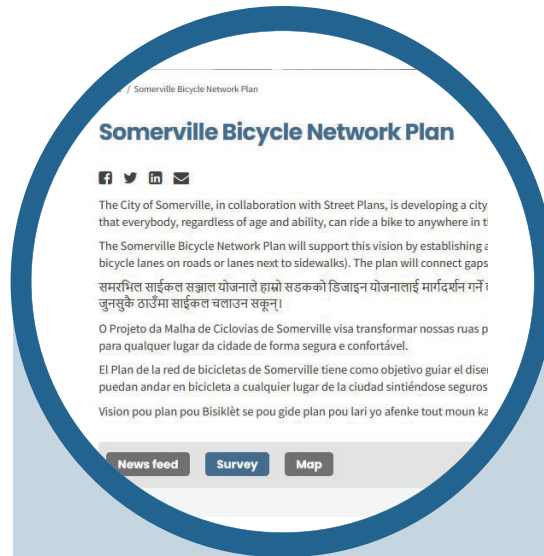 / Somerville Bicycle Network Plan
Somerville Bicycle Network Plan
The City of Somerville, in collaboration with Street Plans, is developing a city
that everybody, regardless of age and ability, can ride a bike to anywhere in
The Somerville Bicycle Network Plan will support this vision by establishing a
bicycle lanes on roads or lanes next to sidewalks). The plan will connect gaps
समरभिल साईकल सञ्जाल योजनाले हाम्रो सडकको डिजाइन योजनालाई मार्गदर्शन गर्ने
जुनसुकै ठाउँमा साईकल चलाउन सकून्।
O Projeto da Malha de Ciclovias de Somerville visa transformar nossas ruas p
para qualquer lugar da cidade de forma segura e confortável.
El Plan de la red de bicicletas de Somerville tiene como objetivo guiar el dise
puedan andar en bicicleta a cualquier lugar de la ciudad sintiéndose seguros
Vision pou plan pou Bisiklèt se pou gide plan pou lari yo afenke tout moun ka
News feed Survey Map